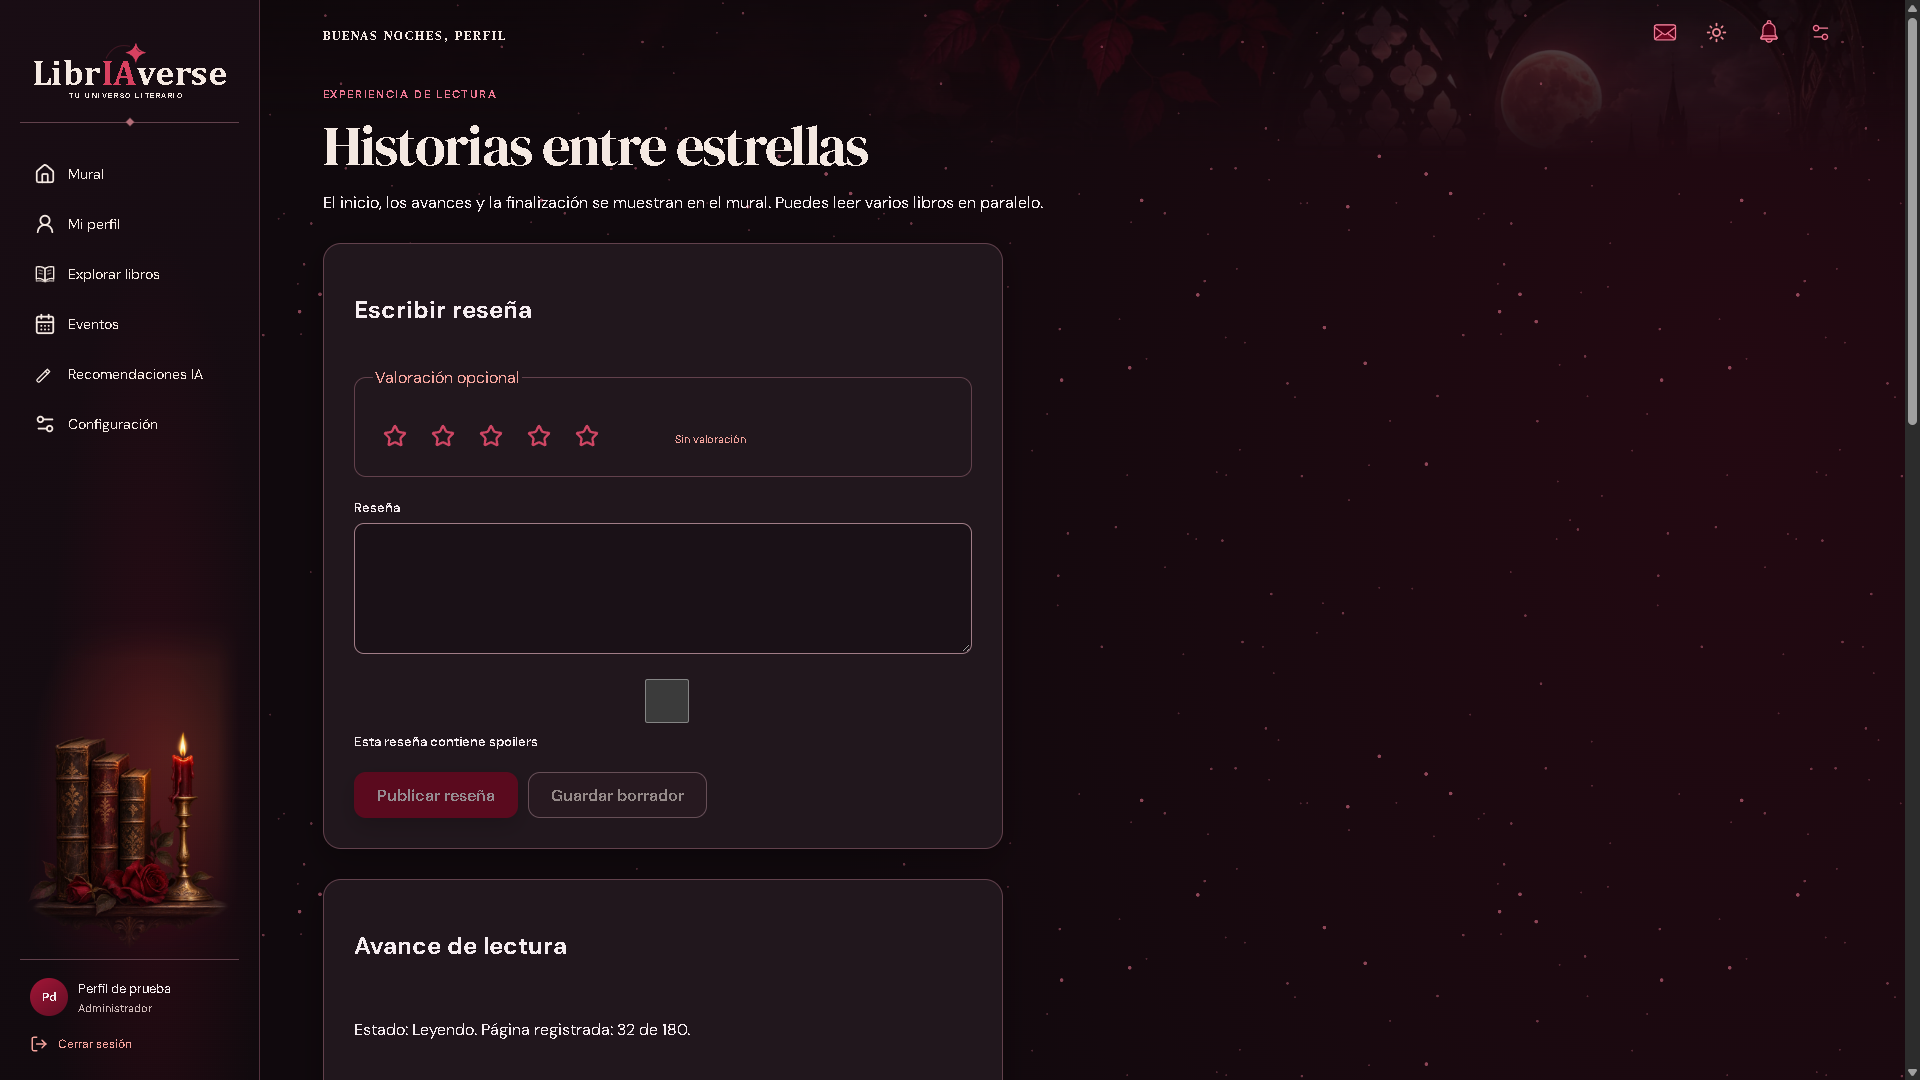 LibrIAverse
TU UNIVERSO LITERARIO
Mural
Mi perfil
Explorar libros
Eventos
Recomendaciones IA
Configuración
Pd
Perfil de prueba
Administrador
Cerrar sesión
BUENAS NOCHES, PERFIL
EXPERIENCIA DE LECTURA
Historias entre estrellas
El inicio, los avances y la finalización se muestran en el mural. Puedes leer varios libros en paralelo.
Escribir reseña
Valoración opcional
Sin valoración
Reseña
Esta reseña contiene spoilers
Publicar reseña
Guardar borrador
Avance de lectura
Estado: Leyendo. Página registrada: 32 de 180.